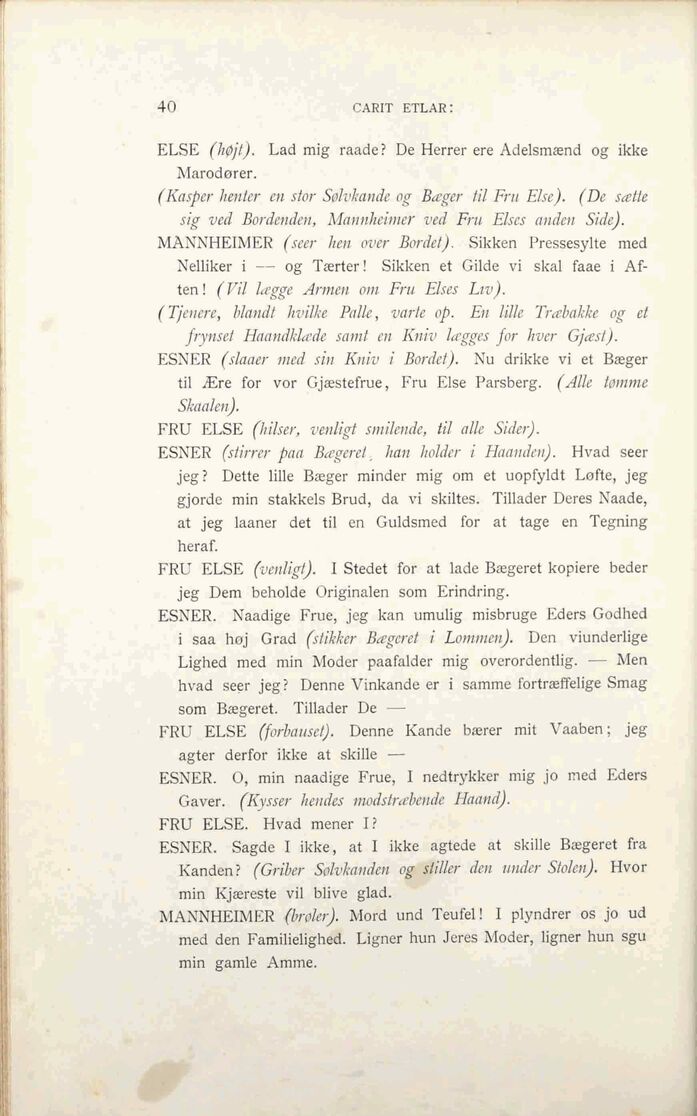 40 CARIT ETLAR:
ELSE (højt). Lad mig raade? De Herrer ere Adelsmænd og ikke
Marodører.
(Kasper henter en stor Sølvkande og Bæger til Fru Else). (De sætte
sig ved Bordenden, Mannheimer ved Fru Elses anden Side).
MANNHEIMER (seer hen over Bordet). Sikken Pressesylte med
Nelliker i — og Tærter! Sikken et Gilde vi skal faae i Af-
ten! (Vil lægge Armen om Fru Elses Liv).
(Tjenere, blandt hvilke Palle, varte op. En lille Træbakke og et
frynset Haandklæde samt en Kniv lægges for hver Gjæst).
ESNER (slaaer med sin Kniv i Bordet). Nu drikke vi et Bæger
til Ære for vor Gjæstefrue, Fru Else Parsberg. (Alle tømme
Skaalen).
FRU ELSE (hilser, venligt smilende, til alle Sider).
ESNER (stirrer paa Bægeret, han holder i Haanden). Hvad seer
jeg? Dette lille Bæger minder mig om et uopfyldt Løfte, jeg
gjorde min stakkels Brud, da vi skiltes. Tillader Deres Naade,
at jeg laaner det til en Guldsmed for at tage en Tegning
heraf.
FRU ELSE (venligt). I Stedet for at lade Bægeret kopiere beder
jeg Dem beholde Originalen som Erindring.
ESNER. Naadige Frue, jeg kan umulig misbruge Eders Godhed
i saa høj Grad (stikker Bægeret i Lommen). Den viunderlige
Lighed med min Moder paafalder mig overordentlig. — Men
hvad seer jeg? Denne Vinkande er i samme fortræffelige Smag
som Bægeret. Tillader De —
FRU ELSE (forbauset). Denne Kande bærer mit Vaaben; jeg
agter derfor ikke at skille —
ESNER. O, min naadige Frue, I nedtrykker mig jo med Eders
Gaver. (Kysser hendes modstræbende Haand).
FRU ELSE. Hvad mener I?
ESNER. Sagde I ikke, at I ikke agtede at skille Bægeret fra
Kanden? (Griber Sølvkanden og stiller den under Stolen). Hvor
min Kjæreste vil blive glad.
MANNHEIMER (brøler). Mord und Teufel! I plyndrer os jo ud
med den Familielighed. Ligner hun Jeres Moder, ligner hun sgu
min gamle Amme.